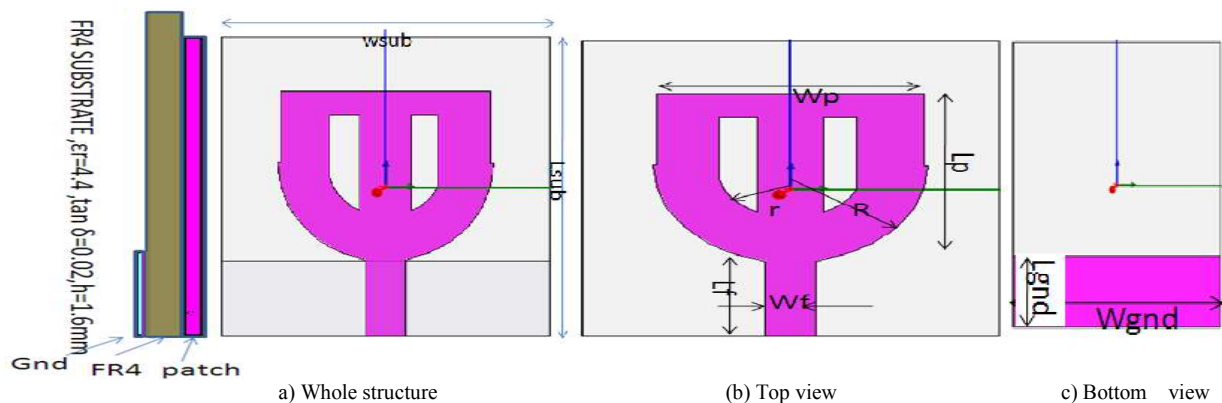 FR4 SUBSTRATE ,εr=4.4 ,tan δ=0.02,h=1.6mm
Gnd FR4 patch
wsub
Lsub
a) Whole structure
Wp
Lp
r
R
Lf
Wf
(b) Top view
Lgnd
Wgnd
c) Bottom view